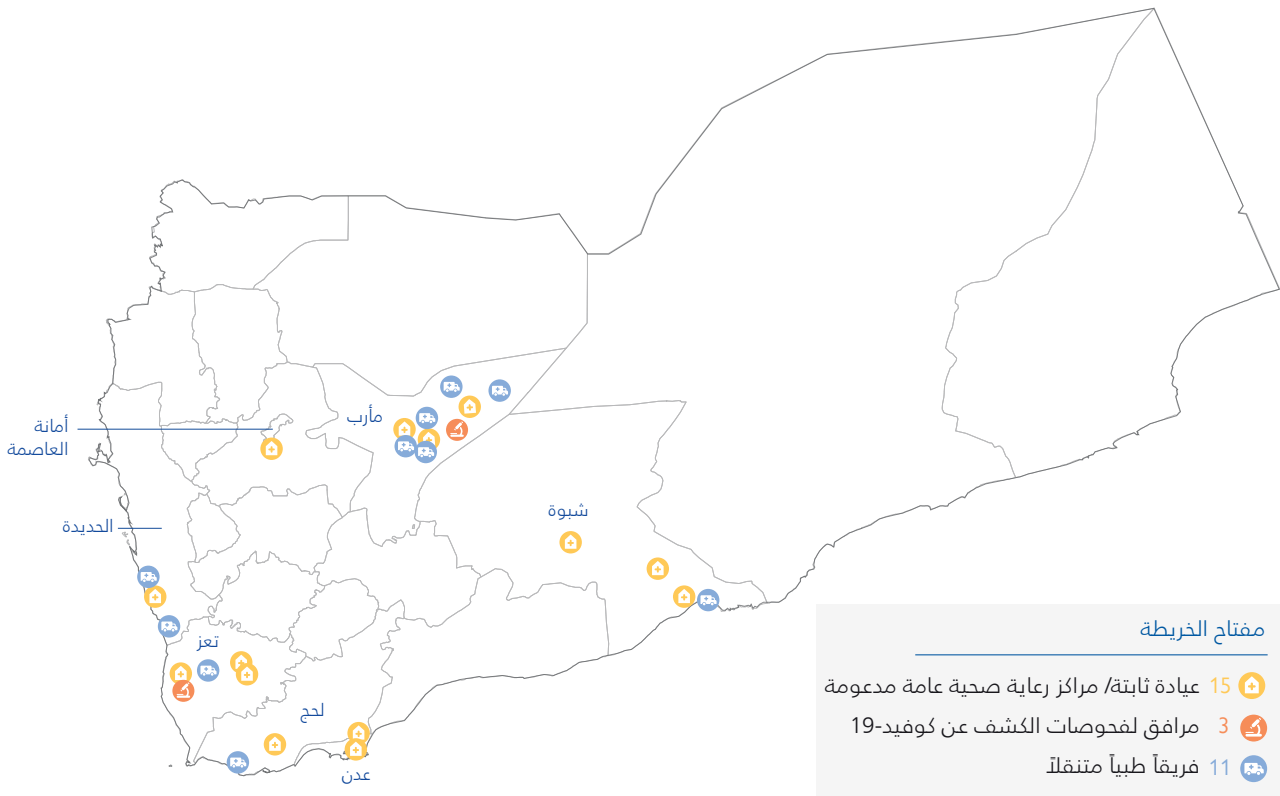 مأرب
أمانة
العاصمة
شبوة
الحديدة
تعز
لحج
عدن
مفتاح الخريطة
15 عيادة ثابتة/ مراكز رعاية صحية عامة مدعومة
3 مرافق لفحوصات الكشف عن كوفيد-19
11 فريقاً طبياً متنقلاً